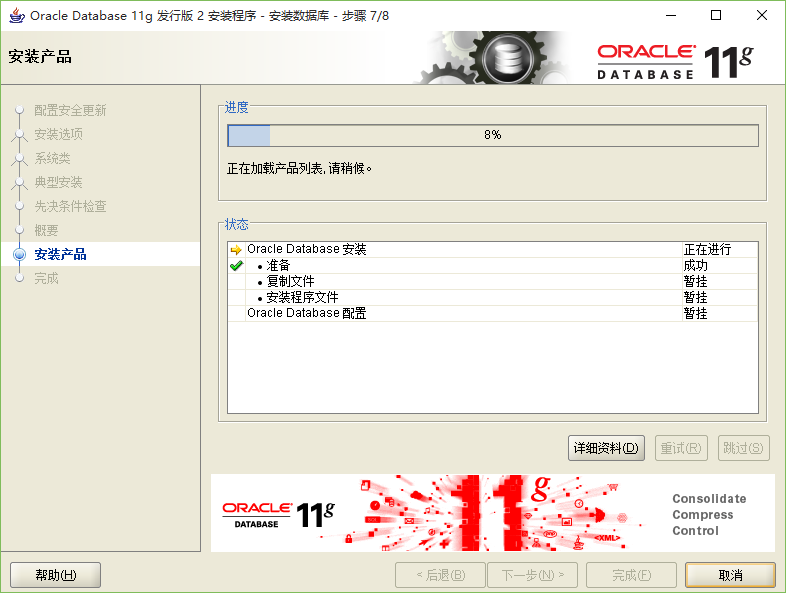 Oracle Database 11g 发行版 2 安装程序 - 安装数据库 - 步骤 7/8
安装产品
ORACLE
DATABASE 11g
配置安全更新
安装选项
系统类
典型安装
先决条件检查
概要
安装产品
完成
进度
8%
正在加载产品列表, 请稍候。
状态
Oracle Database 安装 正在进行
• 准备 成功
• 复制文件 暂挂
• 安装程序文件 暂挂
Oracle Database 配置 暂挂
详细资料(D) 重试(R) 跳过(S)
ORACLE
DATABASE 11g
11g
<XML>
Consolidate
Compress
Control
帮助(H) < 后退(B) 下一步(N) > 完成(F) 取消